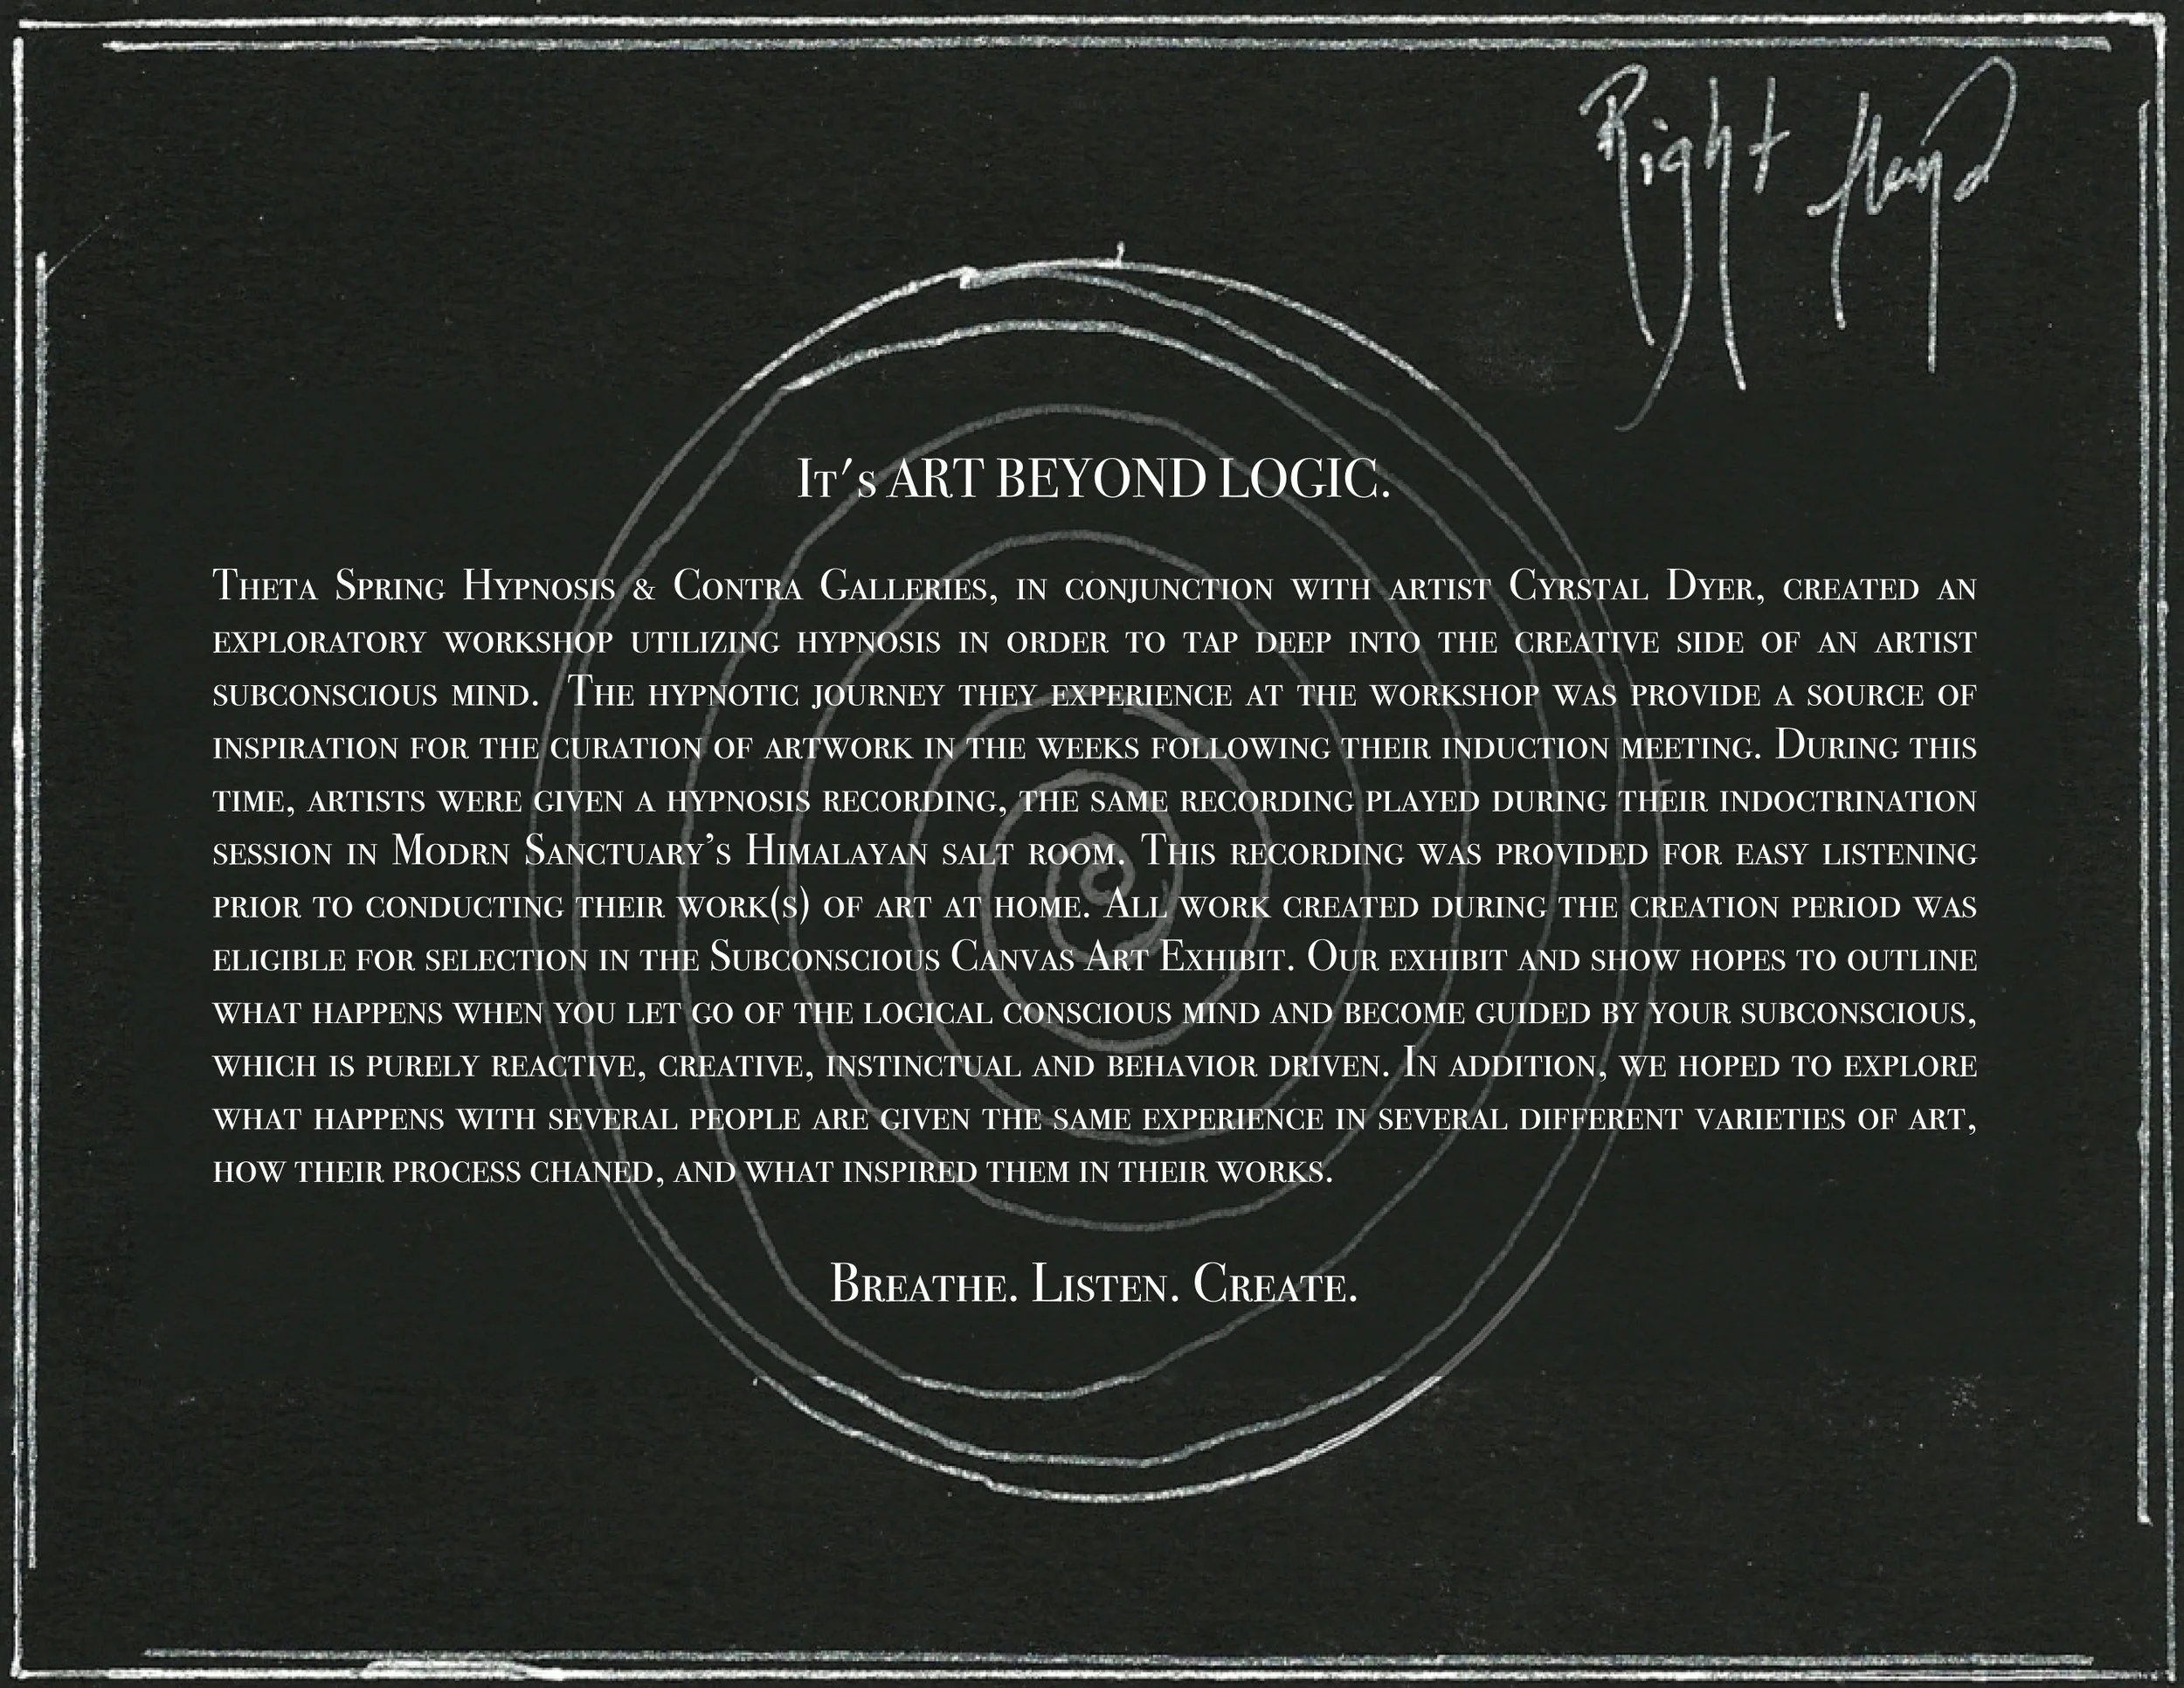 Right Hand
It's ART BEYOND LOGIC.
Theta Spring Hypnosis & Contra Galleries, in conjunction with artist Cyrstal Dyer, created an
exploratory workshop utilizing hypnosis in order to tap deep into the creative side of an artist
subconscious mind. The hypnotic journey they experience at the workshop was provide a source of
inspiration for the curation of artwork in the weeks following their induction meeting. During this
time, artists were given a hypnosis recording, the same recording played during their indoctrination
session in Modrn Sanctuary’s Himalayan salt room. This recording was provided for easy listening
prior to conducting their work(s) of art at home. All work created during the creation period was
eligible for selection in the Subconscious Canvas Art Exhibit. Our exhibit and show hopes to outline
what happens when you let go of the logical conscious mind and become guided by your subconscious,
which is purely reactive, creative, instinctual and behavior driven. In addition, we hoped to explore
what happens with several people are given the same experience in several different varieties of art,
how their process chaned, and what inspired them in their works.
Breathe. Listen. Create.